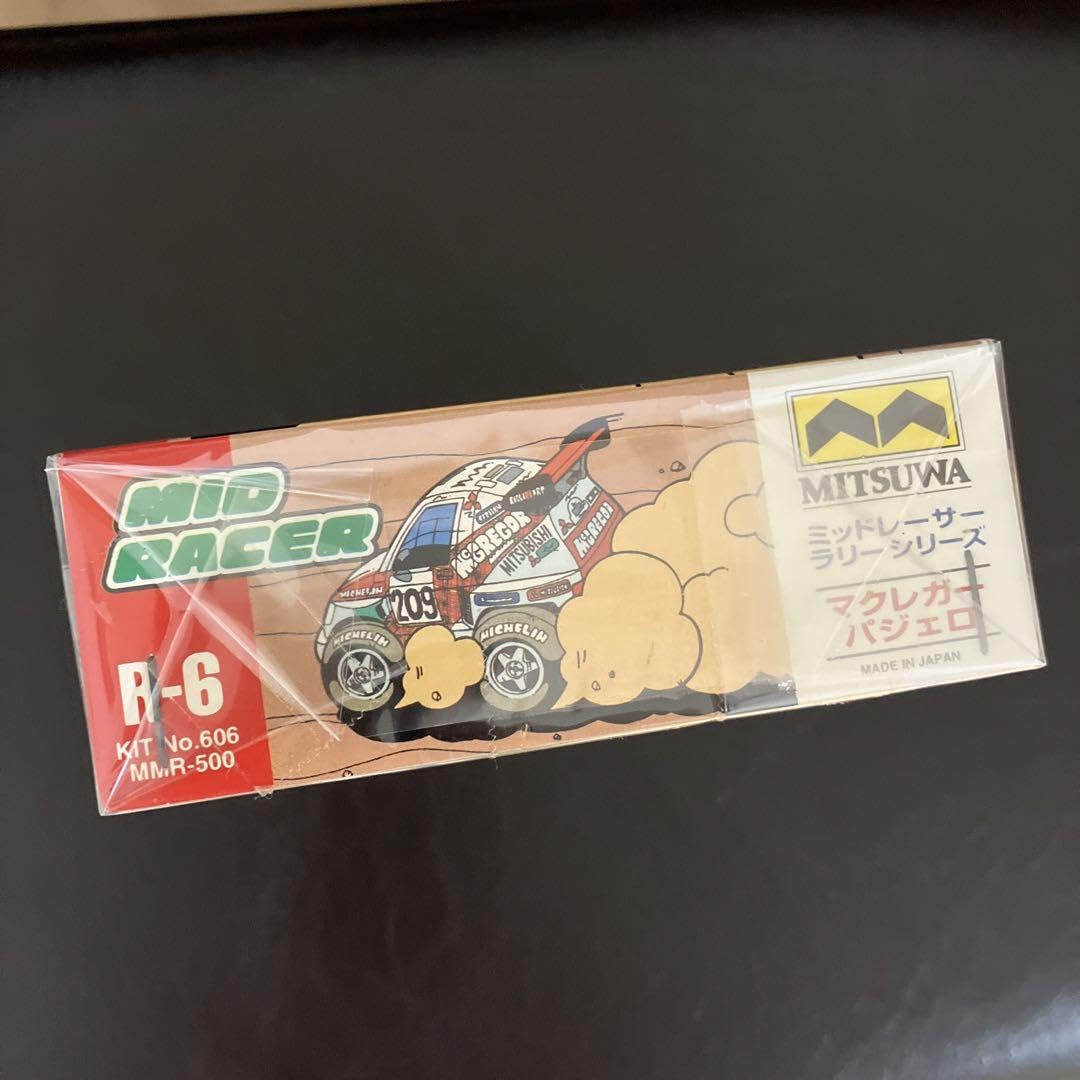 MID
RACER
R-6
KIT No.606
MMR-500
McGREGOR
MITSUBISHI
McGREGOR
MICHELIN
209
MICHELIN
MICHELIN
MITSUWA
ミッドレーサー
ラリーシリーズ
マクレガー
パジェロ
MADE IN JAPAN